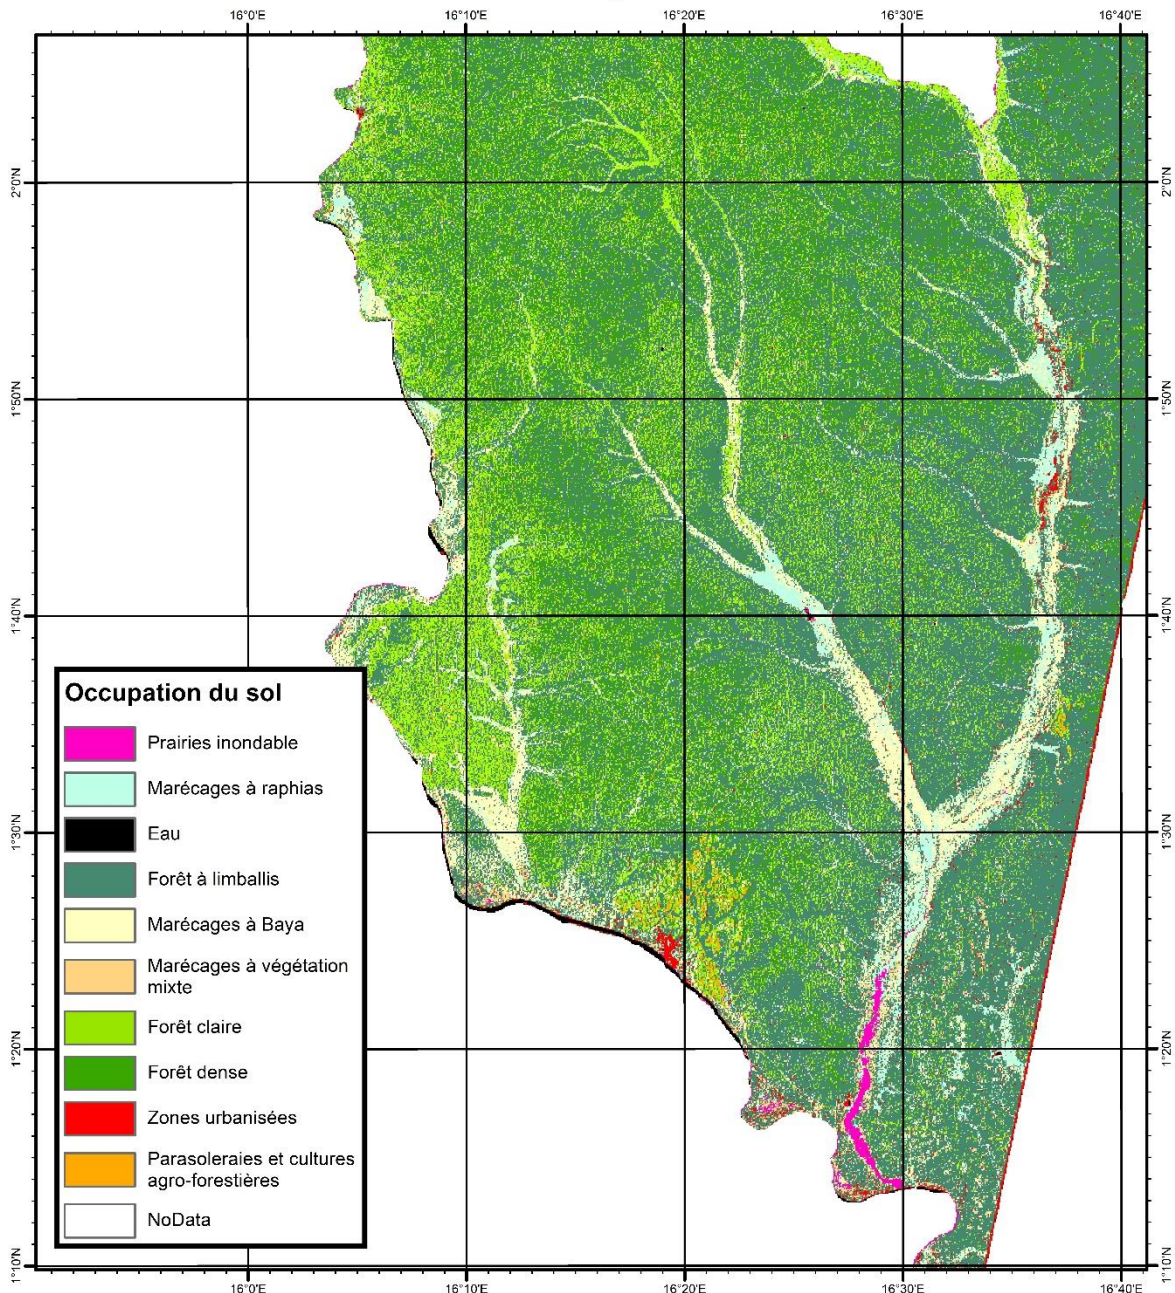 16°0'E 16°10'E 16°20'E 16°30'E 16°40'E
2°0'N 2°0'N
1°50'N 1°50'N
1°40'N 1°40'N
Occupation du sol
Prairies inondable
Marécages à raphias
Eau
Forêt à limballis
Marécages à Baya
Marécages à végétation
mixte
Forêt claire
Forêt dense
Zones urbanisées
Parasoleraies et cultures
agro-forestières
NoData
1°30'N 1°30'N
1°20'N 1°20'N
1°10'N 1°10'N
16°0'E 16°10'E 16°20'E 16°30'E 16°40'E